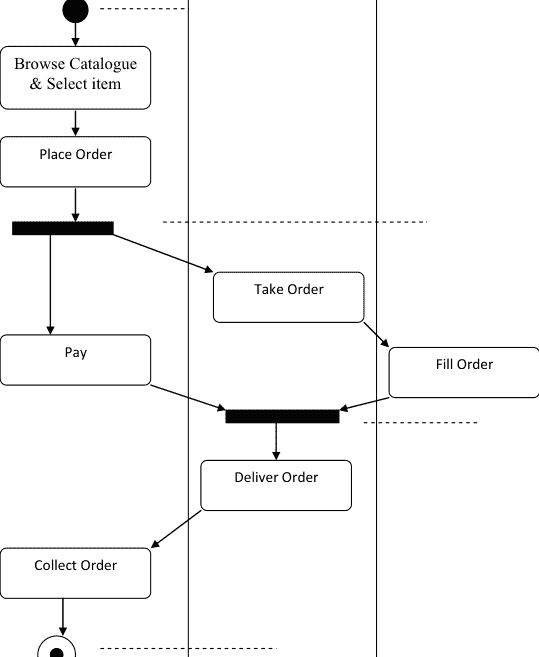 Browse Catalogue
& Select item
Place Order
Take Order
Pay
Fill Order
Deliver Order
Collect Order